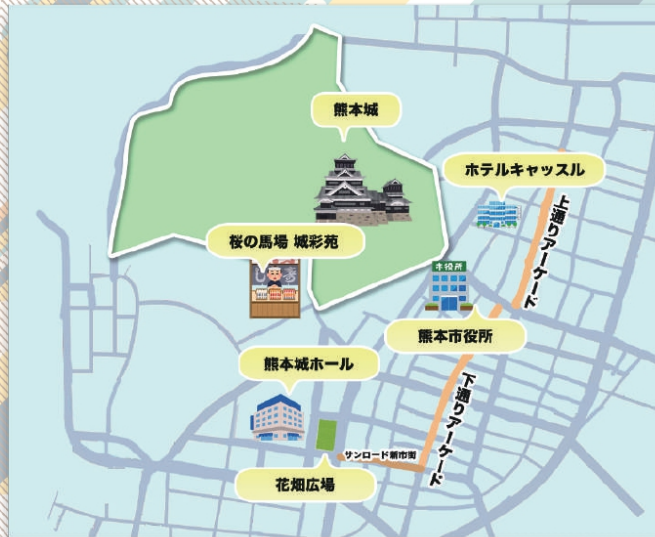 熊本城
ホテルキャッスル
上通りアーケード
桜の馬場 城彩苑
市役所
熊本市役所
熊本城ホール
下通りアーケード
サンロード新市街
花畑広場